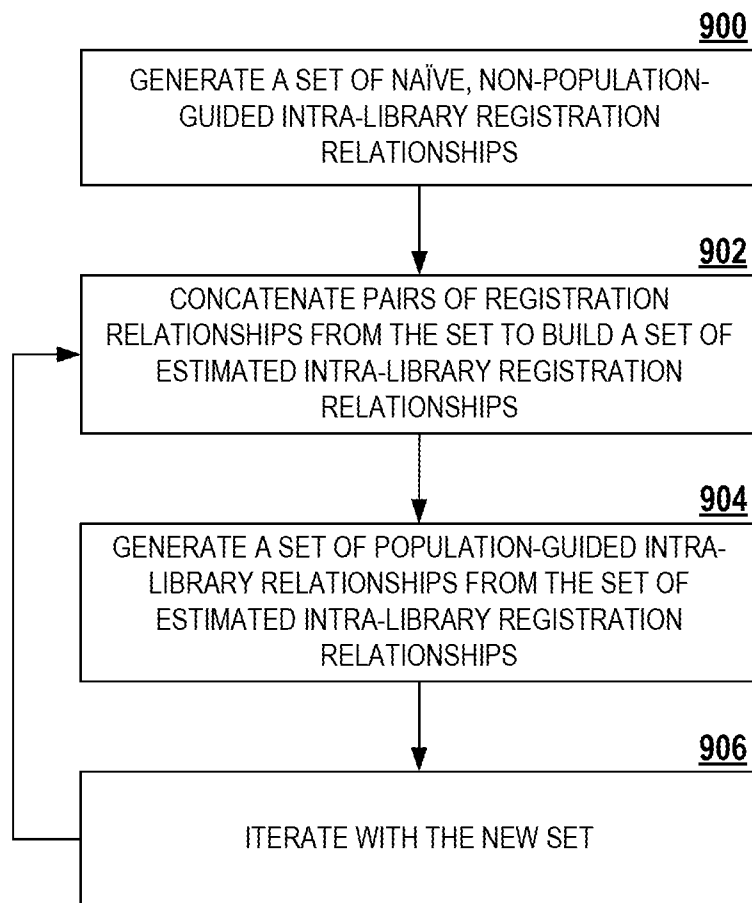 900
GENERATE A SET OF NAÏVE, NON-POPULATION-
GUIDED INTRA-LIBRARY REGISTRATION
RELATIONSHIPS
902
CONCATENATE PAIRS OF REGISTRATION
RELATIONSHIPS FROM THE SET TO BUILD A SET OF
ESTIMATED INTRA-LIBRARY REGISTRATION
RELATIONSHIPS
904
GENERATE A SET OF POPULATION-GUIDED INTRA-
LIBRARY RELATIONSHIPS FROM THE SET OF
ESTIMATED INTRA-LIBRARY REGISTRATION
RELATIONSHIPS
906
ITERATE WITH THE NEW SET